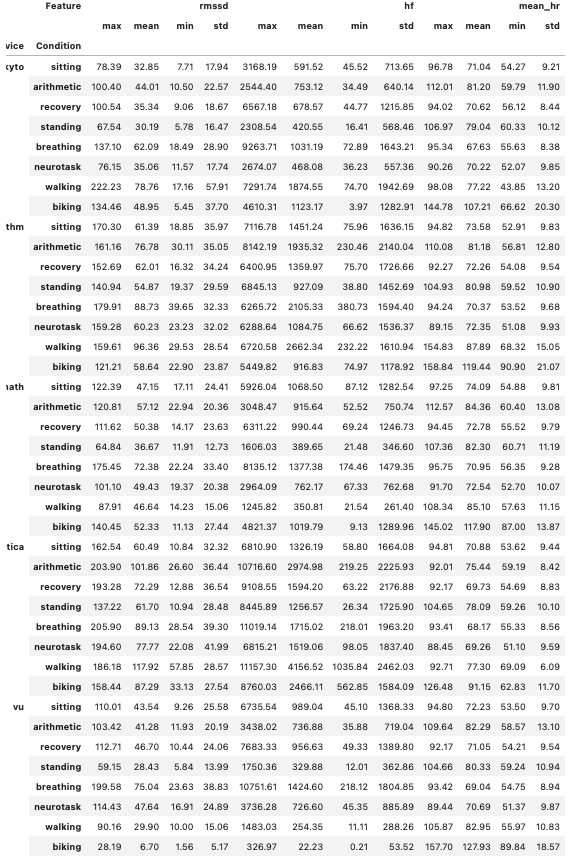 Feature rmssd hf mean_hr
max mean min std max mean min std max mean min std
vice Condition
kyto sitting 78.39 32.85 7.71 17.94 3168.19 591.52 45.52 713.65 96.78 71.04 54.27 9.21
arithmetic 100.40 44.01 10.50 22.57 2544.40 753.12 34.49 640.14 112.01 81.20 59.79 11.90
recovery 100.54 35.34 9.06 18.67 6567.18 678.57 44.77 1215.85 94.02 70.62 56.12 8.44
standing 67.54 30.19 5.78 16.47 2308.54 420.55 16.41 568.46 106.97 79.04 60.33 10.12
breathing 137.10 62.09 18.49 28.90 9263.71 1031.19 72.89 1643.21 95.34 67.63 55.63 8.38
neurotask 76.15 35.06 11.57 17.74 2674.07 468.08 36.23 557.36 90.26 70.22 52.07 9.85
walking 222.23 78.76 17.16 57.91 7291.74 1874.55 74.70 1942.69 98.08 77.22 43.85 13.20
biking 134.46 48.95 5.45 37.70 4610.31 1123.17 3.97 1282.91 144.78 107.21 66.62 20.30
thm sitting 170.30 61.39 18.85 35.97 7116.78 1451.24 75.96 1636.15 94.82 73.58 52.91 9.83
arithmetic 161.16 76.78 30.11 35.05 8142.19 1935.32 230.46 2140.04 110.08 81.18 56.81 12.80
recovery 152.69 62.01 16.32 34.24 6400.95 1359.97 75.70 1726.66 92.27 72.26 54.08 9.54
standing 140.94 54.87 19.37 29.59 6845.13 927.09 38.80 1452.69 104.93 80.98 59.52 10.90
breathing 179.91 88.73 39.65 32.33 6265.72 2105.33 380.73 1594.40 94.24 70.37 53.52 9.68
neurotask 159.28 60.23 23.23 32.02 6288.64 1084.75 66.62 1536.37 89.15 72.35 51.08 9.93
walking 159.61 96.36 29.53 28.54 6720.58 2662.34 232.22 1610.94 154.83 87.89 68.32 15.05
biking 121.21 58.64 22.90 23.87 5449.82 916.83 74.97 1178.92 158.84 119.44 90.90 21.07
nath sitting 122.39 47.15 17.11 24.41 5926.04 1068.50 87.12 1282.54 97.25 74.09 54.88 9.81
arithmetic 120.81 57.12 22.94 20.36 3048.47 915.64 52.52 750.74 112.57 84.36 60.40 13.08
recovery 111.62 50.38 14.17 23.63 6311.22 990.44 69.24 1246.73 94.45 72.78 55.52 9.79
standing 64.84 36.67 11.91 12.73 1606.03 389.65 21.48 346.60 107.36 82.30 60.71 11.19
breathing 175.45 72.38 22.24 33.40 8135.12 1377.38 174.46 1479.35 95.75 70.95 56.35 9.28
neurotask 101.10 49.43 19.37 20.38 2964.09 762.17 67.33 762.68 91.70 72.54 52.70 10.07
walking 87.91 46.64 14.23 15.06 1245.82 350.81 21.54 261.40 108.34 85.10 57.63 11.15
biking 140.45 52.33 11.13 27.44 4821.37 1019.79 9.13 1289.96 145.02 117.90 87.00 13.87
tica sitting 162.54 60.49 10.84 32.32 6810.90 1326.19 58.80 1664.08 94.81 70.88 53.62 9.44
arithmetic 203.90 101.86 26.60 36.44 10716.60 2974.98 219.25 2225.93 92.01 75.44 59.19 8.42
recovery 193.28 72.29 12.88 36.54 9108.55 1594.20 63.22 2176.88 92.17 69.73 54.69 8.83
standing 137.22 61.70 10.94 28.48 8445.89 1256.57 26.34 1725.90 104.65 78.09 59.26 10.10
breathing 205.90 89.13 28.54 39.30 11019.14 1715.02 218.01 1963.20 93.41 68.17 55.33 8.56
neurotask 194.60 77.77 22.08 41.99 6815.21 1519.06 98.05 1837.40 88.45 69.26 51.10 9.59
walking 186.18 117.92 57.85 28.57 11157.30 4156.52 1035.84 2462.03 92.71 77.30 69.09 6.09
biking 158.44 87.29 33.13 27.54 8760.03 2466.11 562.85 1584.09 126.48 91.15 62.83 11.70
vu sitting 110.01 43.54 9.26 25.58 6735.54 989.04 45.10 1368.33 94.80 72.23 53.50 9.70
arithmetic 103.42 41.28 11.93 20.19 3438.02 736.88 35.88 719.04 109.64 82.29 58.57 13.10
recovery 112.71 46.70 10.44 24.06 7683.33 956.63 49.33 1389.80 92.17 71.05 54.21 9.54
standing 59.15 28.43 5.84 13.99 1750.36 329.88 12.01 362.86 104.66 80.33 59.24 10.94
breathing 199.58 75.04 23.63 38.83 10751.61 1424.60 218.12 1804.85 93.42 69.04 54.75 8.94
neurotask 114.43 47.64 16.91 24.89 3736.28 726.60 45.35 885.89 89.44 70.69 51.37 9.87
walking 90.16 29.90 10.00 15.06 1483.03 254.35 11.11 288.26 105.87 82.95 55.97 10.83
biking 28.19 6.70 1.56 5.17 326.97 22.23 0.21 53.52 157.70 127.93 89.84 18.57